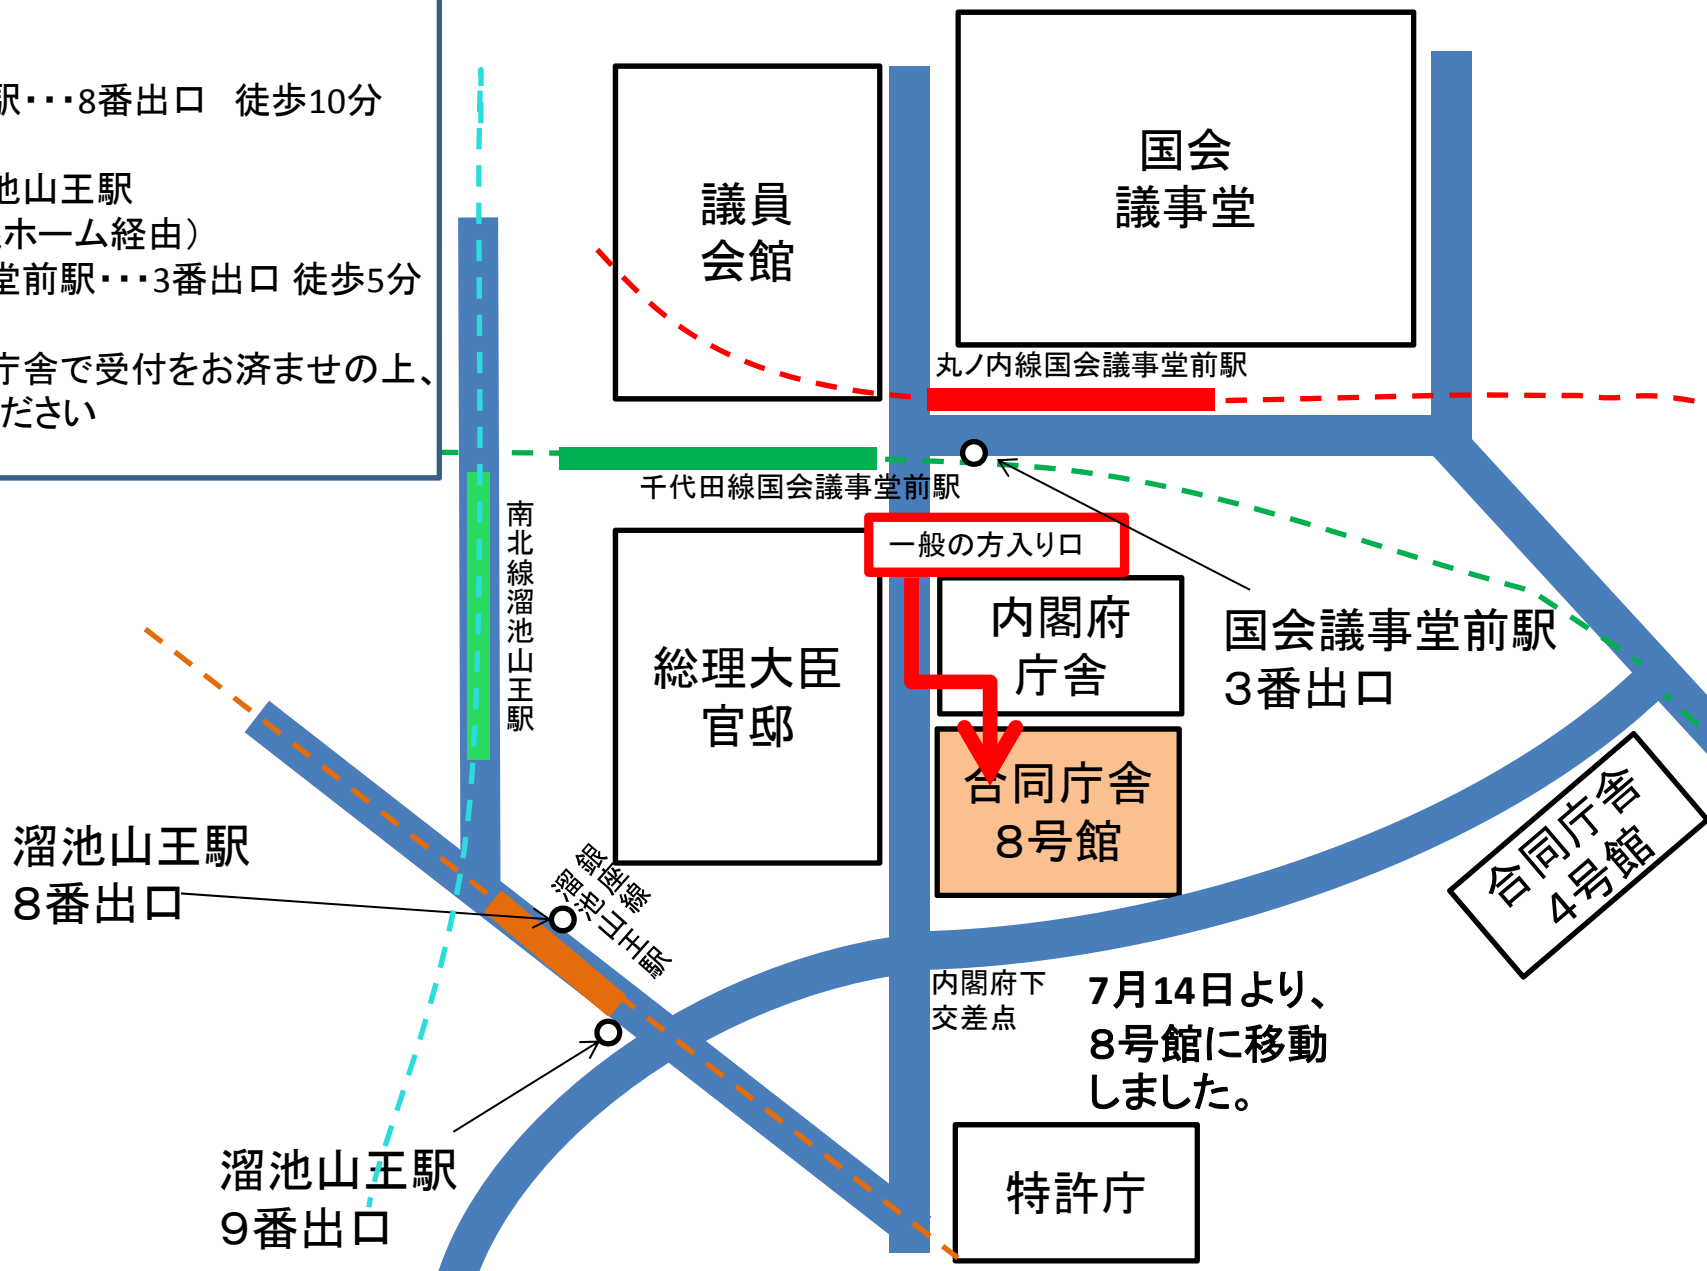 駅・・・8番出口　徒歩10分
池山王駅
ホーム経由）
堂前駅・・・3番出口 徒歩5分
庁舎で受付をお済ませの上、
ださい
議員
会館
国会
議事堂
丸ノ内線国会議事堂前駅
千代田線国会議事堂前駅
南北線溜池山王駅
一般の方入り口
内閣府
庁舎
国会議事堂前駅
３番出口
総理大臣
官邸
合同庁舎
８号館
合同庁舎
４号館
溜池山王駅
８番出口
銀座線
溜池山王駅
内閣府下
交差点
7月14日より、
８号館に移動
しました。
溜池山王駅
９番出口
特許庁